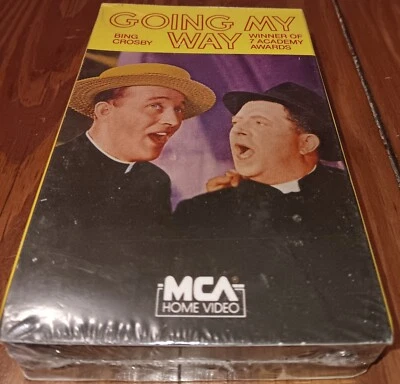 GOING MY
WAY
BING
CROSBY
WINNER OF
7 ACADEMY
AWARDS
MCA
HOME VIDEO